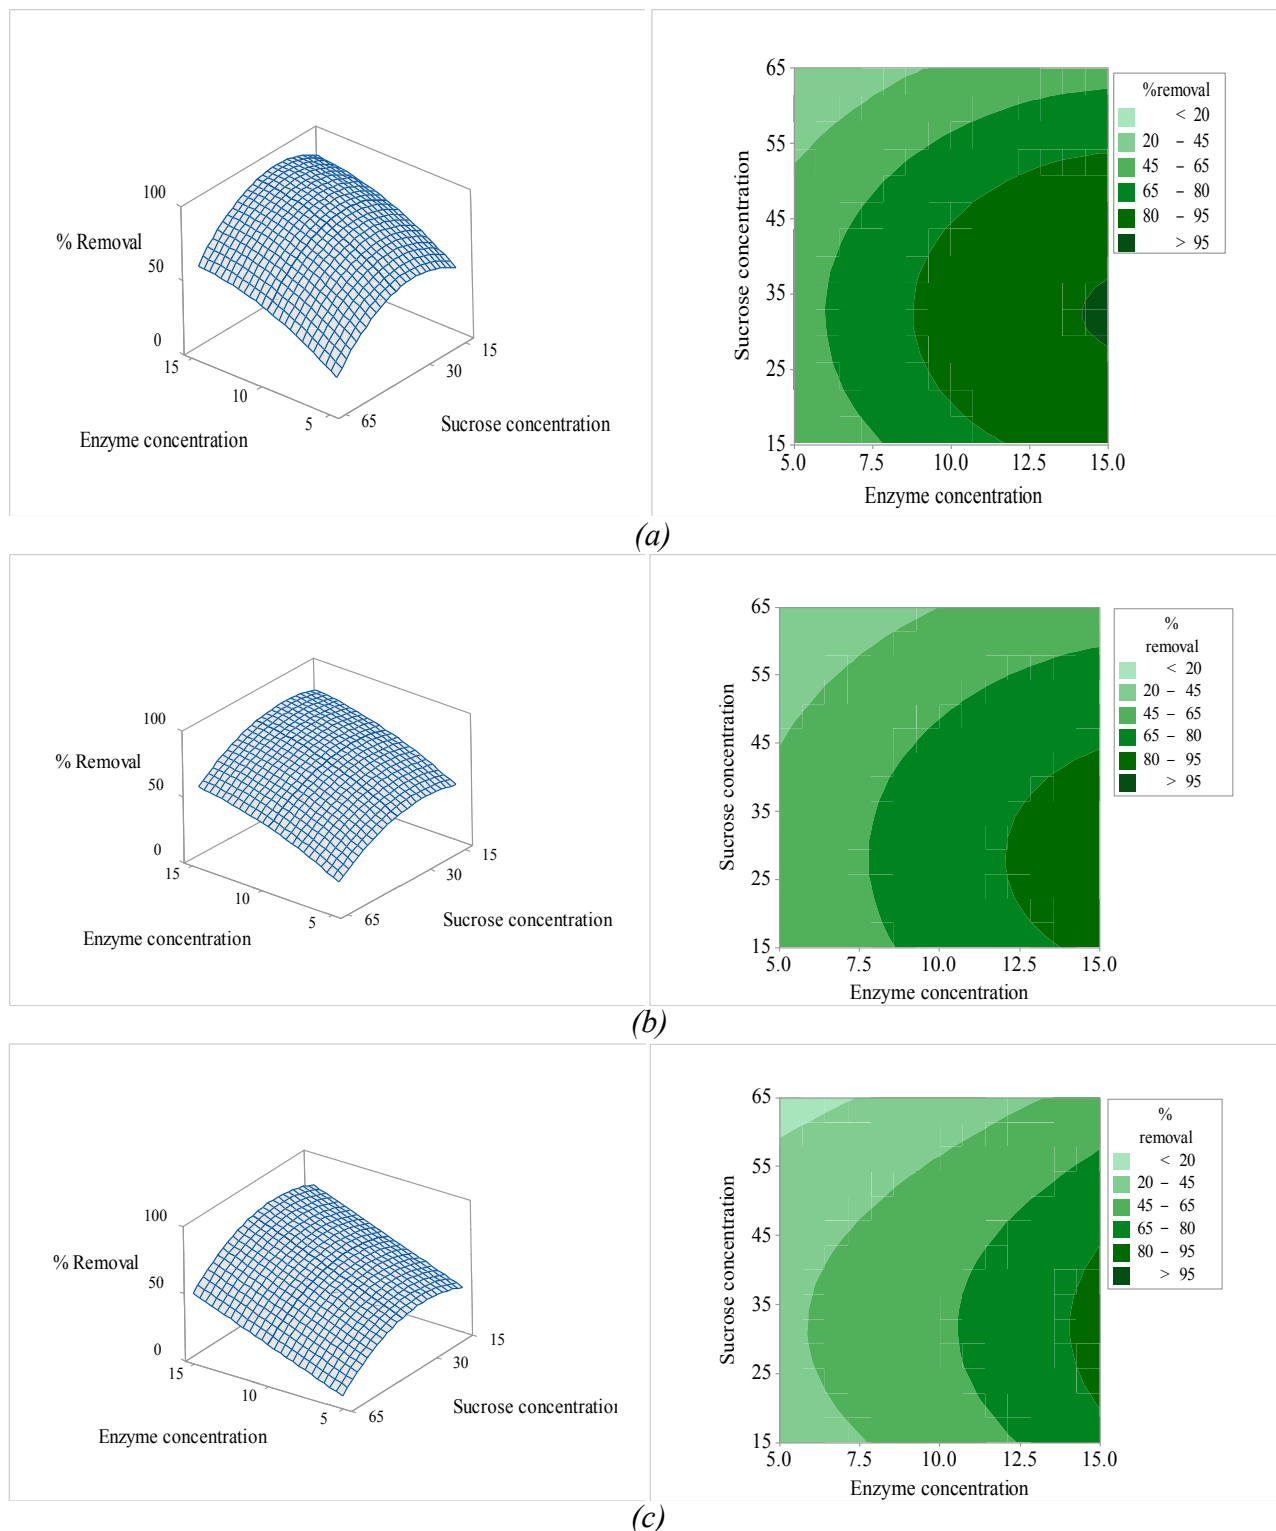 100
% Removal
50
0
15
10
5
Enzyme concentration
65
30
15
Sucrose concentration
65
55
45
35
25
15
Sucrose concentration
5.0 7.5 10.0 12.5 15.0
Enzyme concentration
%removal
< 20
20 – 45
45 – 65
65 – 80
80 – 95
> 95
(a)
100
% Removal
50
0
15
10
5
Enzyme concentration
65
30
15
Sucrose concentration
65
55
45
35
25
15
Sucrose concentration
5.0 7.5 10.0 12.5 15.0
Enzyme concentration
%
removal
< 20
20 – 45
45 – 65
65 – 80
80 – 95
> 95
(b)
100
% Removal
50
0
15
10
5
Enzyme concentration
65
30
15
Sucrose concentration
65
55
45
35
25
15
Sucrose concentration
5.0 7.5 10.0 12.5 15.0
Enzyme concentration
%
removal
< 20
20 – 45
45 – 65
65 – 80
80 – 95
> 95
(c)